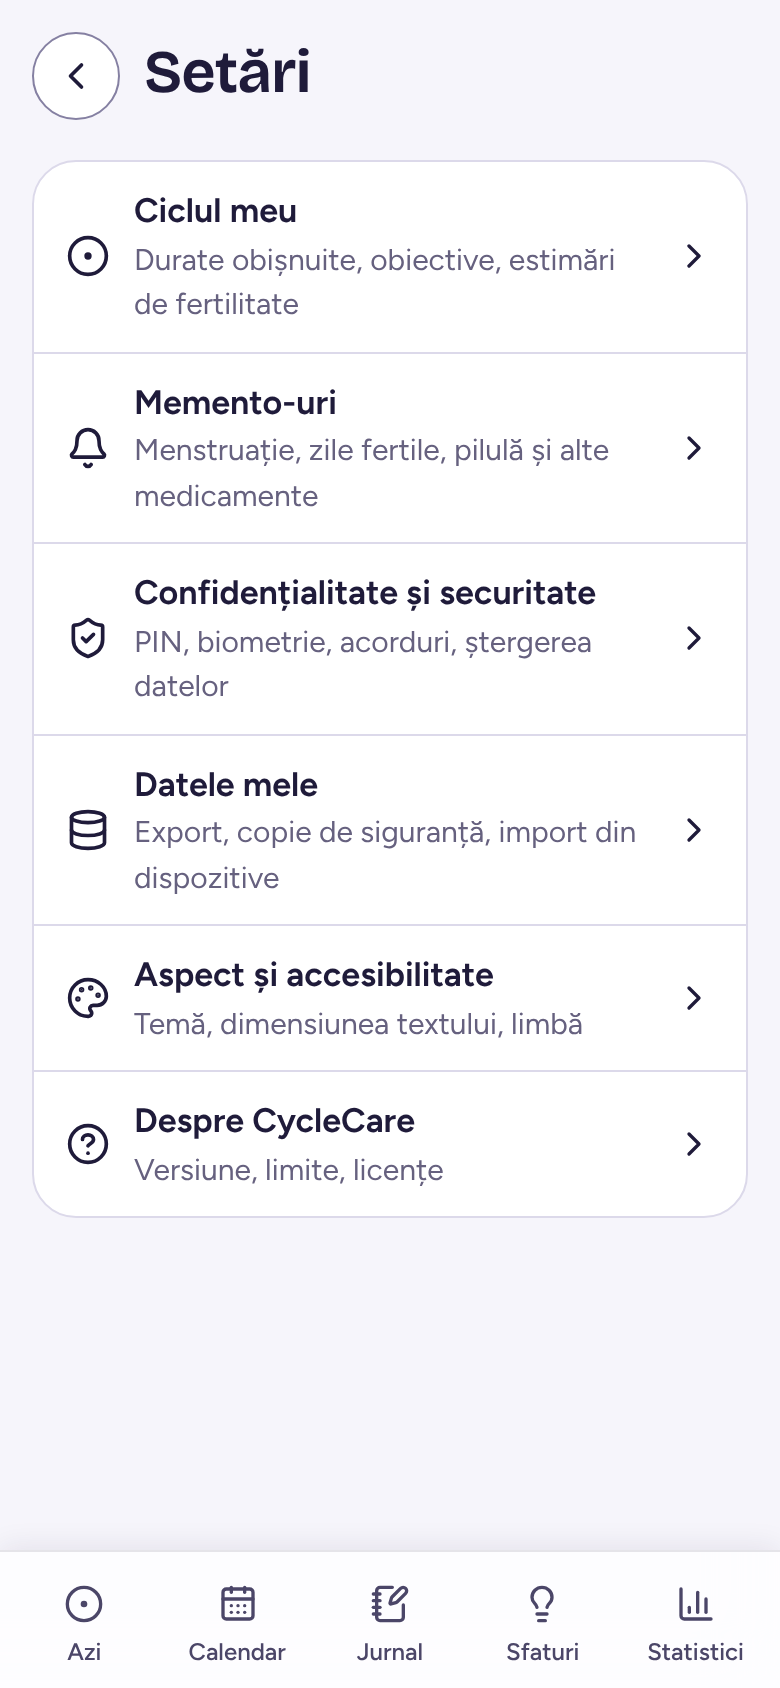 Setări
Ciclul meu
Durate obișnuite, obiective, estimări
de fertilitate
Memento-uri
Menstruație, zile fertile, pilulă și alte
medicamente
Confidențialitate și securitate
PIN, biometrie, acorduri, ștergerea
datelor
Datele mele
Export, copie de siguranță, import din
dispozitive
Aspect și accesibilitate
Temă, dimensiunea textului, limbă
Despre CycleCare
Versiune, limite, licențe
Azi
Calendar
Jurnal
Sfaturi
Statistici